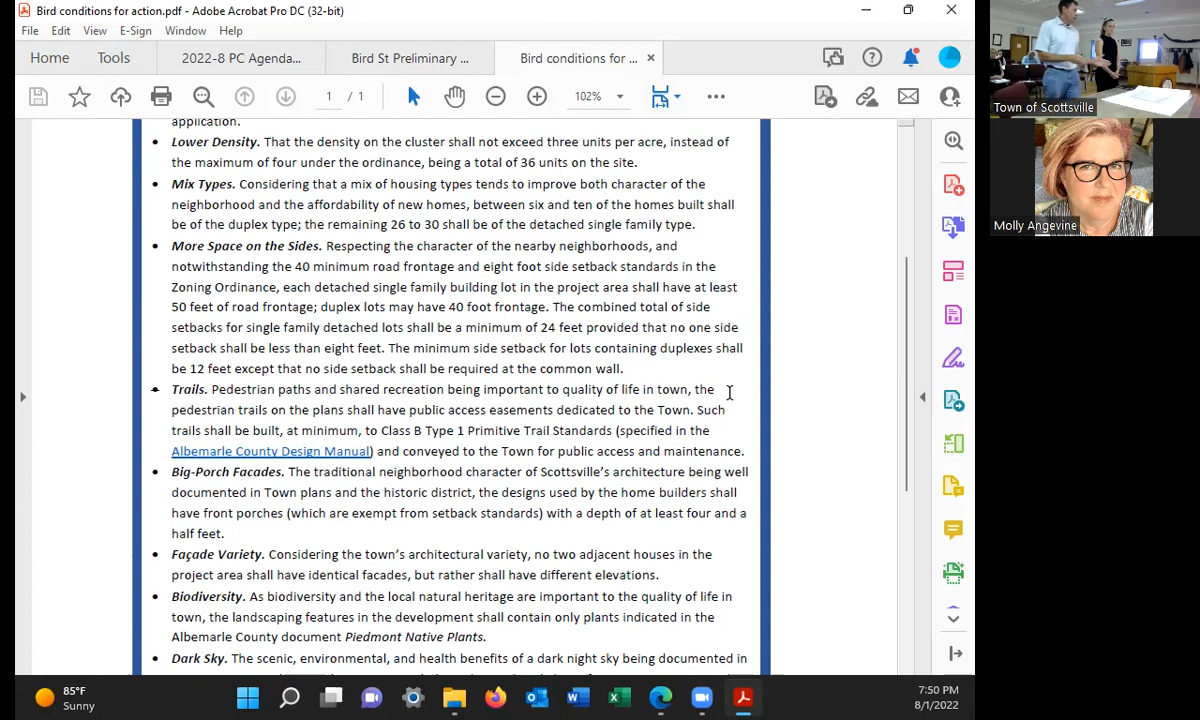 Bird conditions for action.pdf - Adobe Acrobat Pro DC (32-bit)
File Edit View E-Sign Window Help
Home Tools 2022-8 PC Agenda... Bird St Preliminary ... Bird conditions for ...
1 / 1 102%
application.
• Lower Density. That the density on the cluster shall not exceed three units per acre, instead of
the maximum of four under the ordinance, being a total of 36 units on the site.
• Mix Types. Considering that a mix of housing types tends to improve both character of the
neighborhood and the affordability of new homes, between six and ten of the homes built shall
be of the duplex type; the remaining 26 to 30 shall be of the detached single family type.
• More Space on the Sides. Respecting the character of the nearby neighborhoods, and
notwithstanding the 40 minimum road frontage and eight foot side setback standards in the
Zoning Ordinance, each detached single family building lot in the project area shall have at least
50 feet of road frontage; duplex lots may have 40 foot frontage. The combined total of side
setbacks for single family detached lots shall be a minimum of 24 feet provided that no one side
setback shall be less than eight feet. The minimum side setback for lots containing duplexes shall
be 12 feet except that no side setback shall be required at the common wall.
• Trails. Pedestrian paths and shared recreation being important to quality of life in town, the
pedestrian trails on the plans shall have public access easements dedicated to the Town. Such
trails shall be built, at minimum, to Class B Type 1 Primitive Trail Standards (specified in the
Albemarle County Design Manual) and conveyed to the Town for public access and maintenance.
• Big-Porch Facades. The traditional neighborhood character of Scottsville's architecture being well
documented in Town plans and the historic district, the designs used by the home builders shall
have front porches (which are exempt from setback standards) with a depth of at least four and a
half feet.
• Façade Variety. Considering the town's architectural variety, no two adjacent houses in the
project area shall have identical facades, but rather shall have different elevations.
• Biodiversity. As biodiversity and the local natural heritage are important to the quality of life in
town, the landscaping features in the development shall contain only plants indicated in the
Albemarle County document Piedmont Native Plants.
• Dark Sky. The scenic, environmental, and health benefits of a dark night sky being documented in
Town of Scottsville
Molly Angevine
85°F
Sunny
7:50 PM
8/1/2022